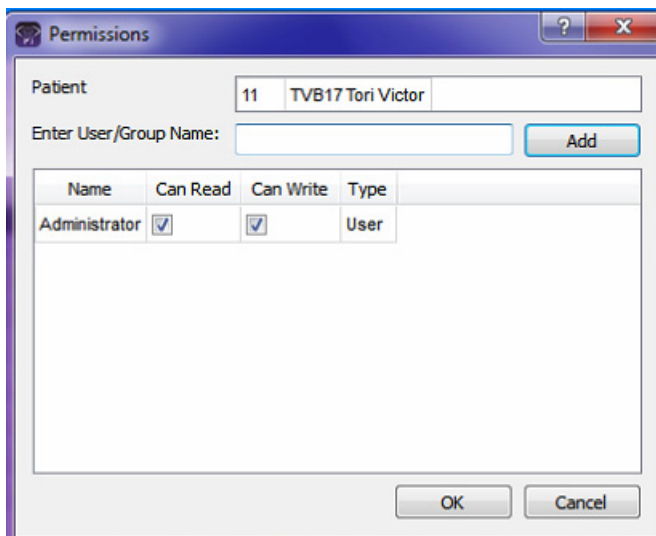 Permissions
Patient 11 TVB17 Tori Victor
Enter User/Group Name: Add
Name Can Read Can Write Type
Administrator User
OK Cancel